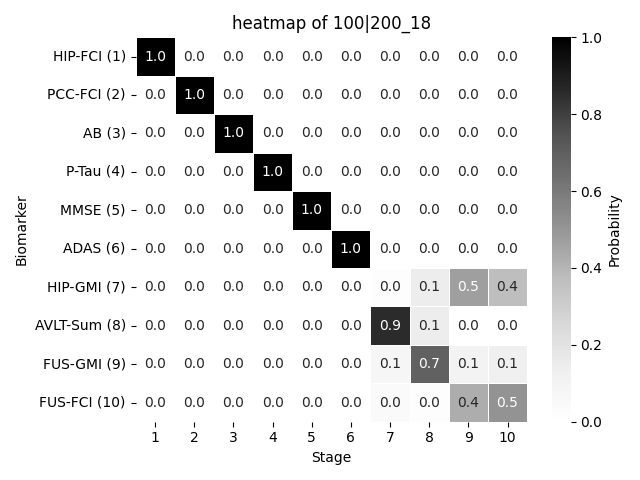 heatmap of 100|200_18
HIP-FCI (1) 1.0 0.0 0.0 0.0 0.0 0.0 0.0 0.0 0.0 0.0
PCC-FCI (2) 0.0 1.0 0.0 0.0 0.0 0.0 0.0 0.0 0.0 0.0
AB (3) 0.0 0.0 1.0 0.0 0.0 0.0 0.0 0.0 0.0 0.0
P-Tau (4) 0.0 0.0 0.0 1.0 0.0 0.0 0.0 0.0 0.0 0.0
MMSE (5) 0.0 0.0 0.0 0.0 1.0 0.0 0.0 0.0 0.0 0.0
ADAS (6) 0.0 0.0 0.0 0.0 0.0 1.0 0.0 0.0 0.0 0.0
HIP-GMI (7) 0.0 0.0 0.0 0.0 0.0 0.0 0.0 0.1 0.5 0.4
AVLT-Sum (8) 0.0 0.0 0.0 0.0 0.0 0.0 0.9 0.1 0.0 0.0
FUS-GMI (9) 0.0 0.0 0.0 0.0 0.0 0.0 0.1 0.7 0.1 0.1
FUS-FCI (10) 0.0 0.0 0.0 0.0 0.0 0.0 0.0 0.0 0.4 0.5
1 2 3 4 5 6 7 8 9 10
Stage
Biomarker
1.0
0.8
0.6
0.4
0.2
0.0
Probability